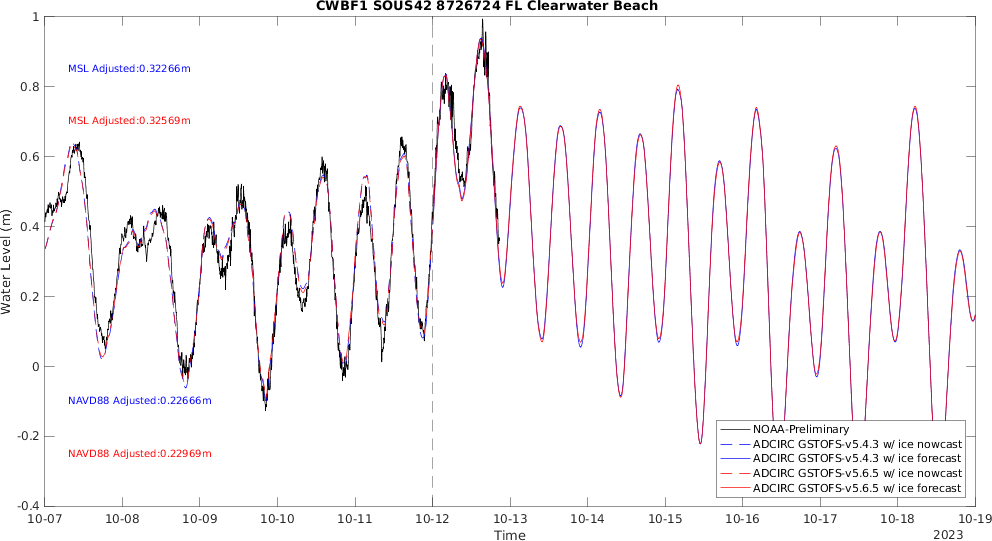 CWBF1 SOUS42 8726724 FL Clearwater Beach
1
0.8
0.6
0.4
0.2
0
-0.2
-0.4
Water Level (m)
MSL Adjusted:0.32266m
MSL Adjusted:0.32569m
NAVD88 Adjusted:0.22666m
NAVD88 Adjusted:0.22969m
NOAA-Preliminary
ADCIRC GSTOFS-v5.4.3 w/ ice nowcast
ADCIRC GSTOFS-v5.4.3 w/ ice forecast
ADCIRC GSTOFS-v5.6.5 w/ ice nowcast
ADCIRC GSTOFS-v5.6.5 w/ ice forecast
10-07 10-08 10-09 10-10 10-11 10-12 10-13 10-14 10-15 10-16 10-17 10-18 10-19
Time
2023